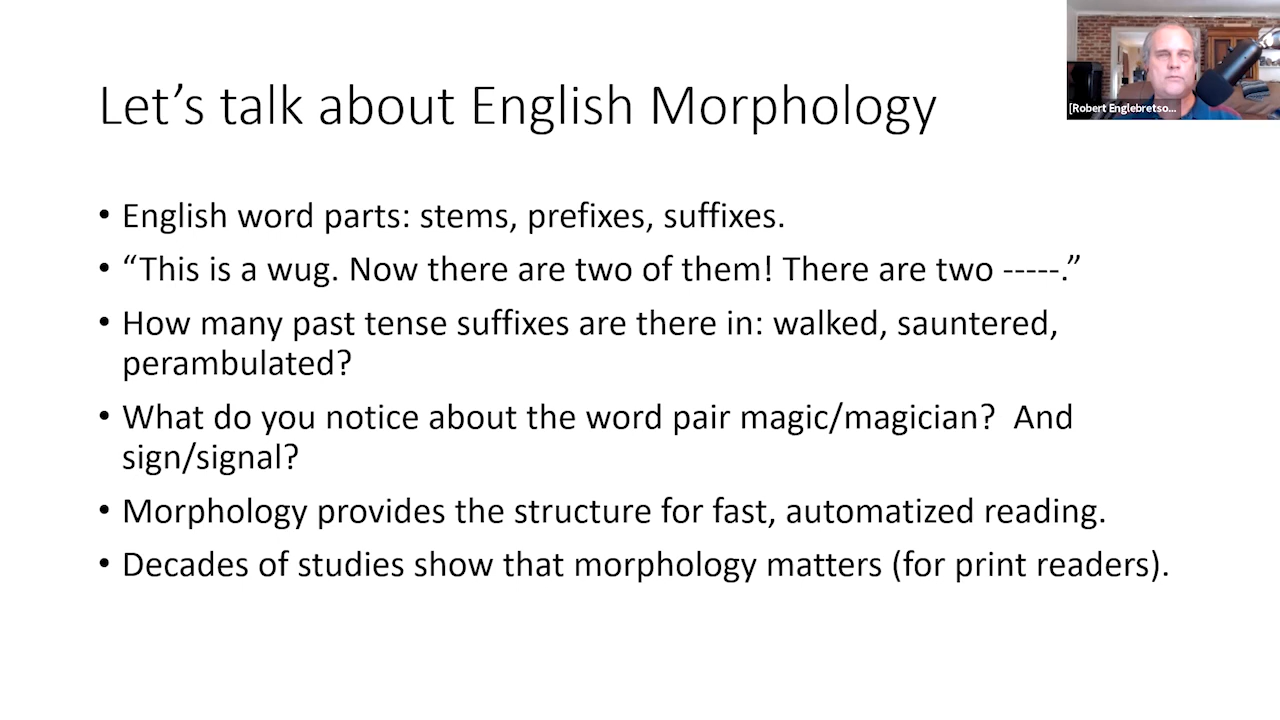 Let’s talk about English Morphology
[Robert Englebretso...
• English word parts: stems, prefixes, suffixes.
• “This is a wug. Now there are two of them! There are two -----.”
• How many past tense suffixes are there in: walked, sauntered,
perambulated?
• What do you notice about the word pair magic/magician?  And
sign/signal?
• Morphology provides the structure for fast, automatized reading.
• Decades of studies show that morphology matters (for print readers).